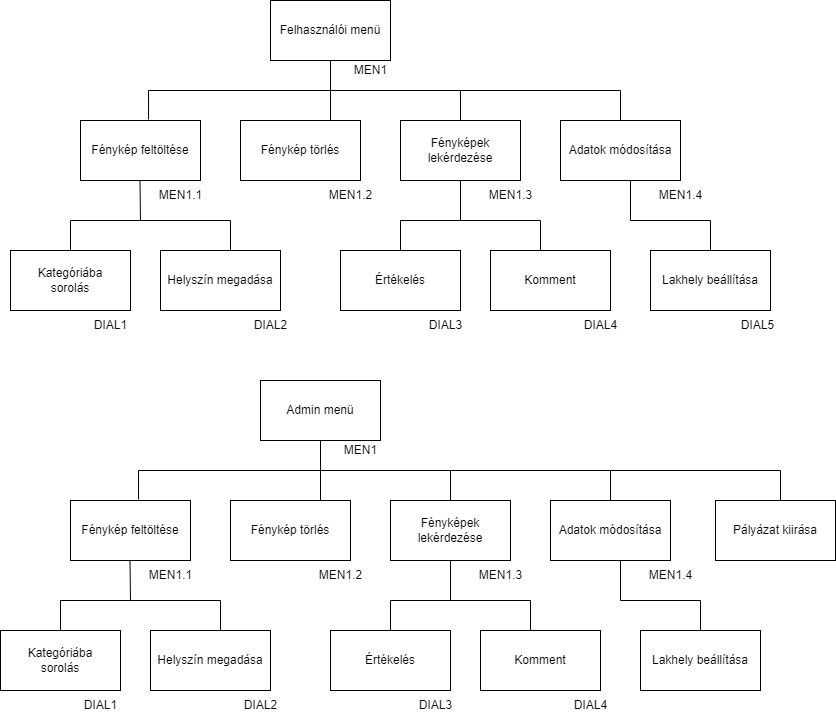 Felhasználói menü
MEN1
Fénykép feltöltése
Fénykép törlés
Fényképek
lekérdezése
Adatok módosítása
MEN1.1
MEN1.2
MEN1.3
MEN1.4
Kategóriába
sorolás
Helyszín megadása
Értékelés
Komment
Lakhely beállítása
DIAL1
DIAL2
DIAL3
DIAL4
DIAL5
Admin menü
MEN1
Fénykép feltöltése
Fénykép törlés
Fényképek
lekérdezése
Adatok módosítása
Pályázat kiirása
MEN1.1
MEN1.2
MEN1.3
MEN1.4
Kategóriába
sorolás
Helyszín megadása
Értékelés
Komment
Lakhely beállítása
DIAL1
DIAL2
DIAL3
DIAL4